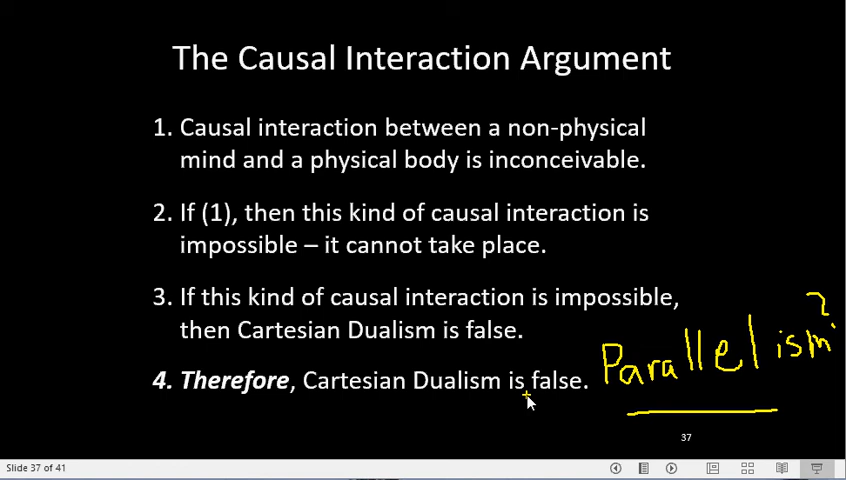 The Causal Interaction Argument
1. Causal interaction between a non-physical
mind and a physical body is inconceivable.
2. If (1), then this kind of causal interaction is
impossible – it cannot take place.
3. If this kind of causal interaction is impossible,
then Cartesian Dualism is false.
4. Therefore, Cartesian Dualism is false.
Parallelism?
37
Slide 37 of 41